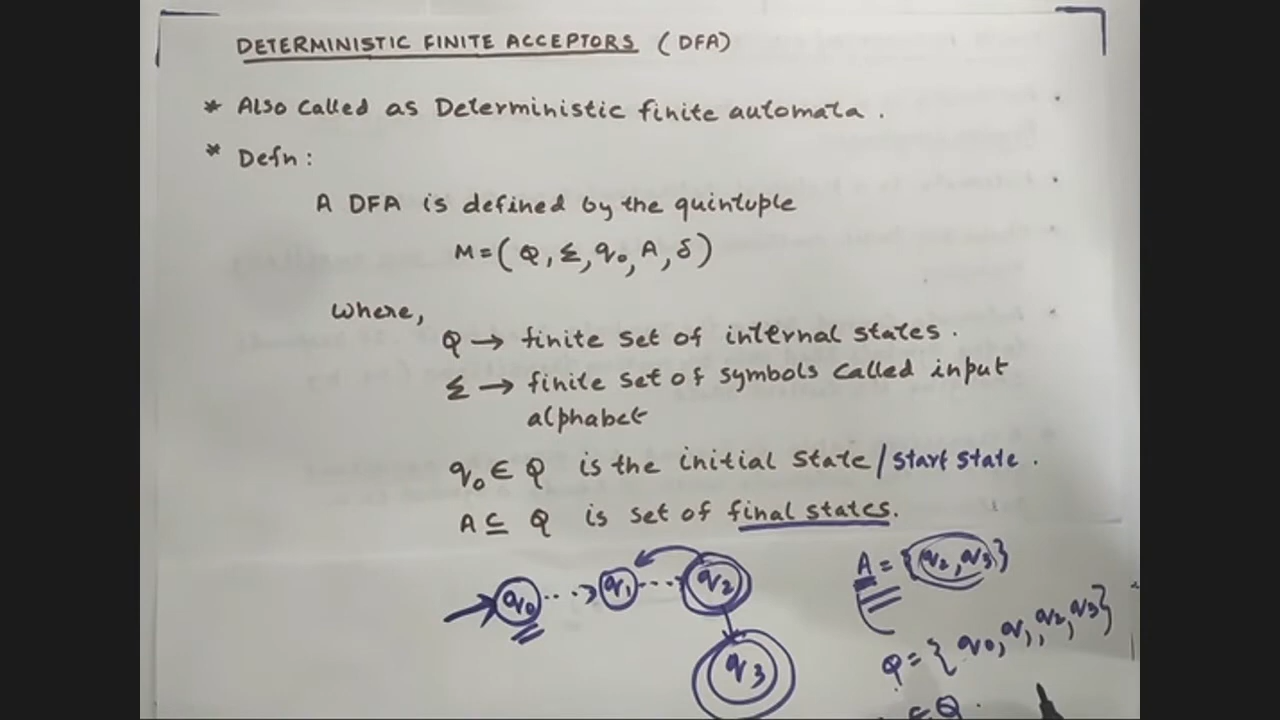 DETERMINISTIC FINITE ACCEPTORS (DFA)
* Also called as Deterministic finite automata.
* Defn:
A DFA is defined by the quintuple
M=(Q,Σ,q₀,A,δ)
where,
Q → finite set of internal states.
Σ → finite set of symbols called input
alphabet
q₀ ∈ Q is the initial state/start state.
A ⊆ Q is set of final states.
A = {q₂,q₃}
q₀ q₁ q₂
q₃
Q = {q₀,q₁,q₂,q₃}
⊆ Q.